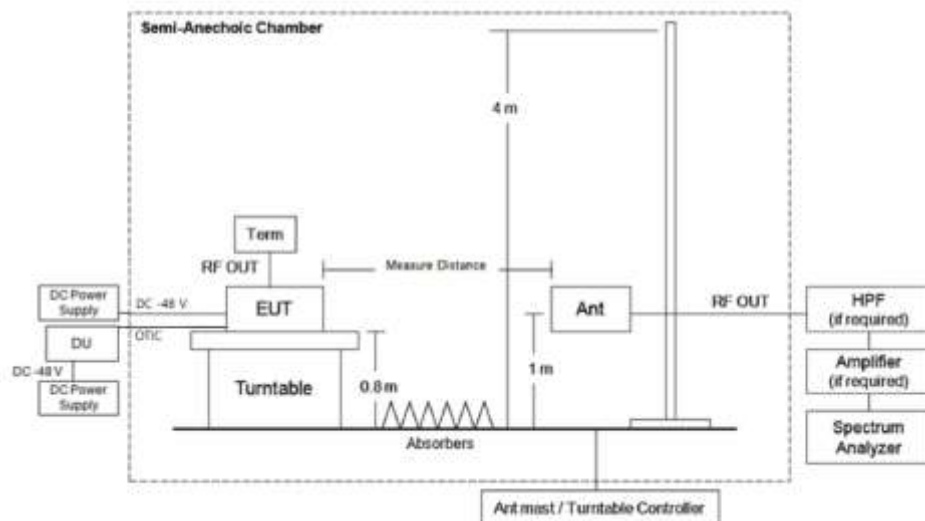 Semi-Anechoic Chamber
4 m
Term
RF OUT
Measure Distance
DC Power
Supply
DC -48 V
EUT
Ant
RF OUT
HPF
(if required)
DU
OTIC
DC -48 V
DC Power
Supply
Turntable
0.8 m
1 m
Amplifier
(if required)
Absorbers
Spectrum
Analyzer
Ant mast / Turntable Controller